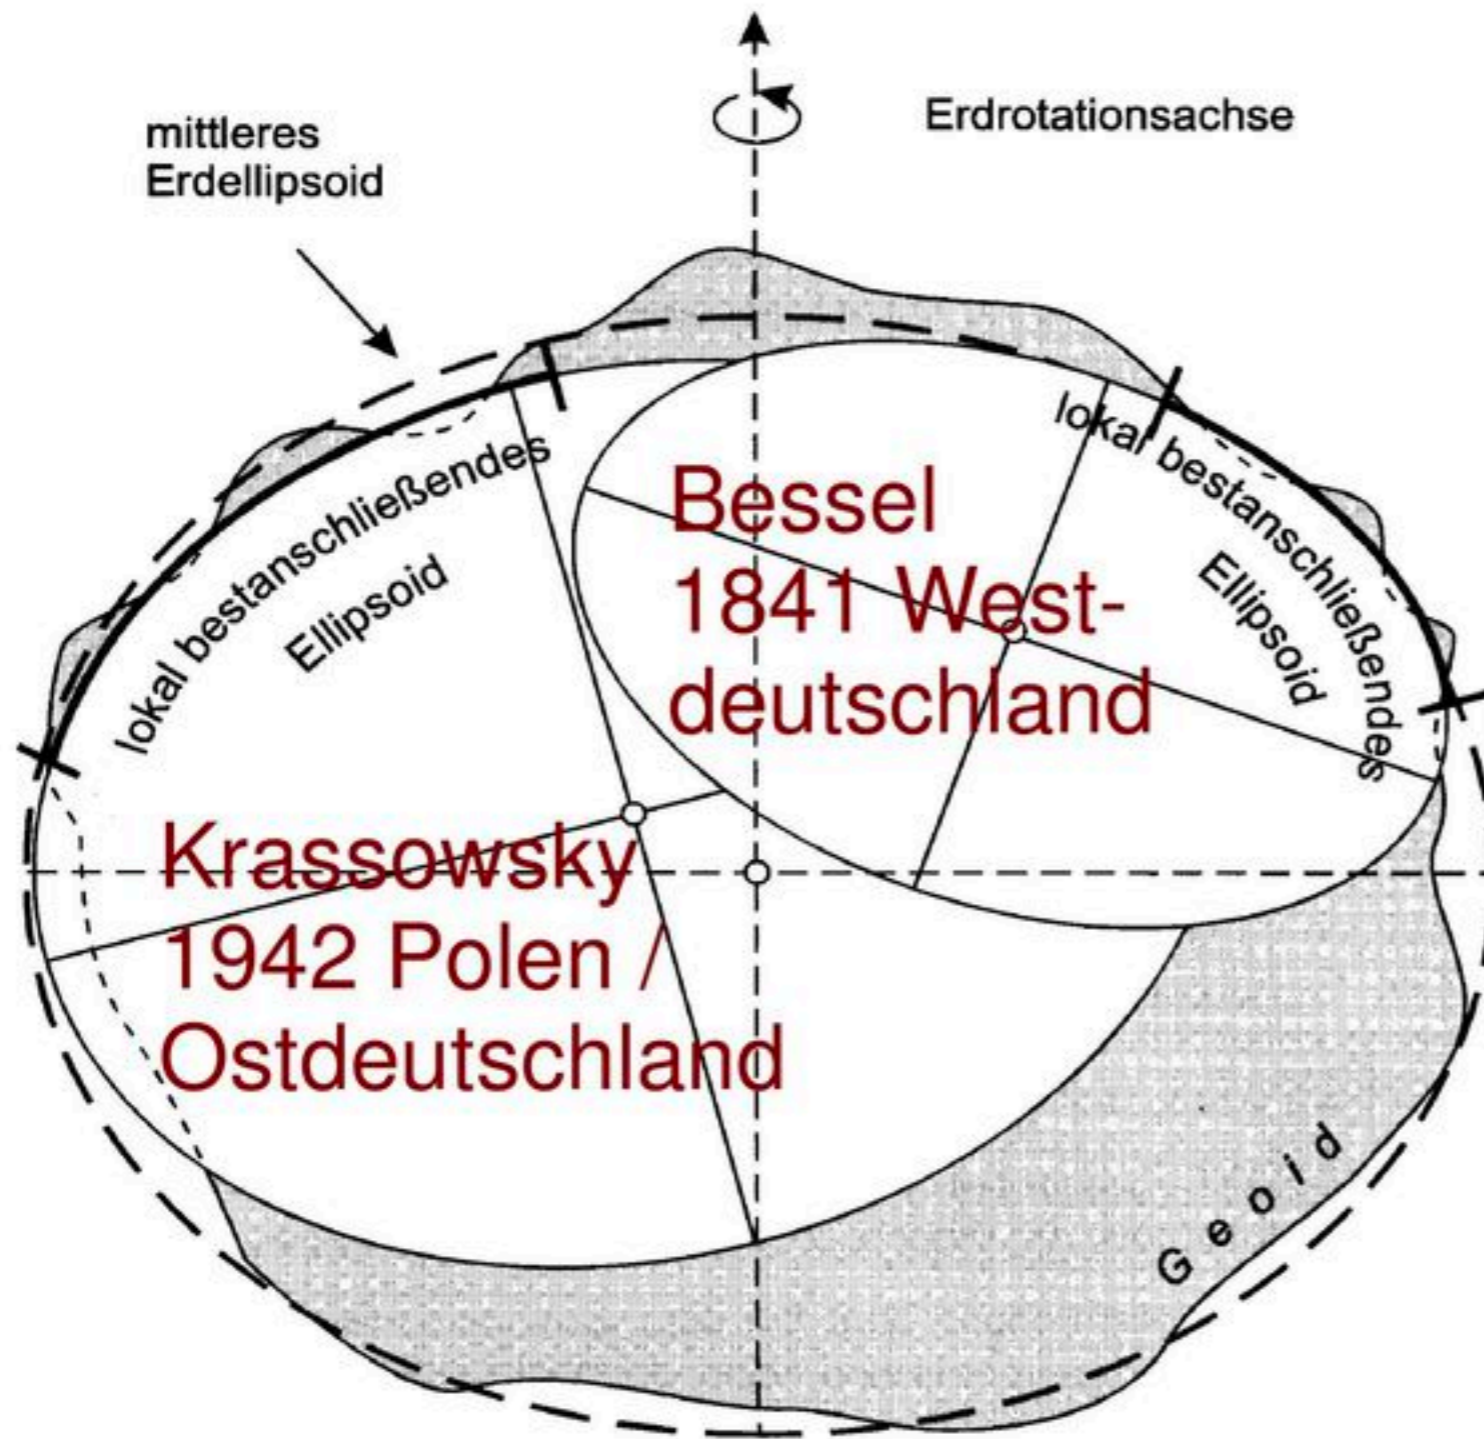 Erdrotationsachse
mittleres
Erdellipsoid
lokal bestanschließendes
Ellipsoid
lokal bestanschließendes
Ellipsoid
Bessel
1841 West-
deutschland
Krassowsky
1942 Polen /
Ostdeutschland
Geoid